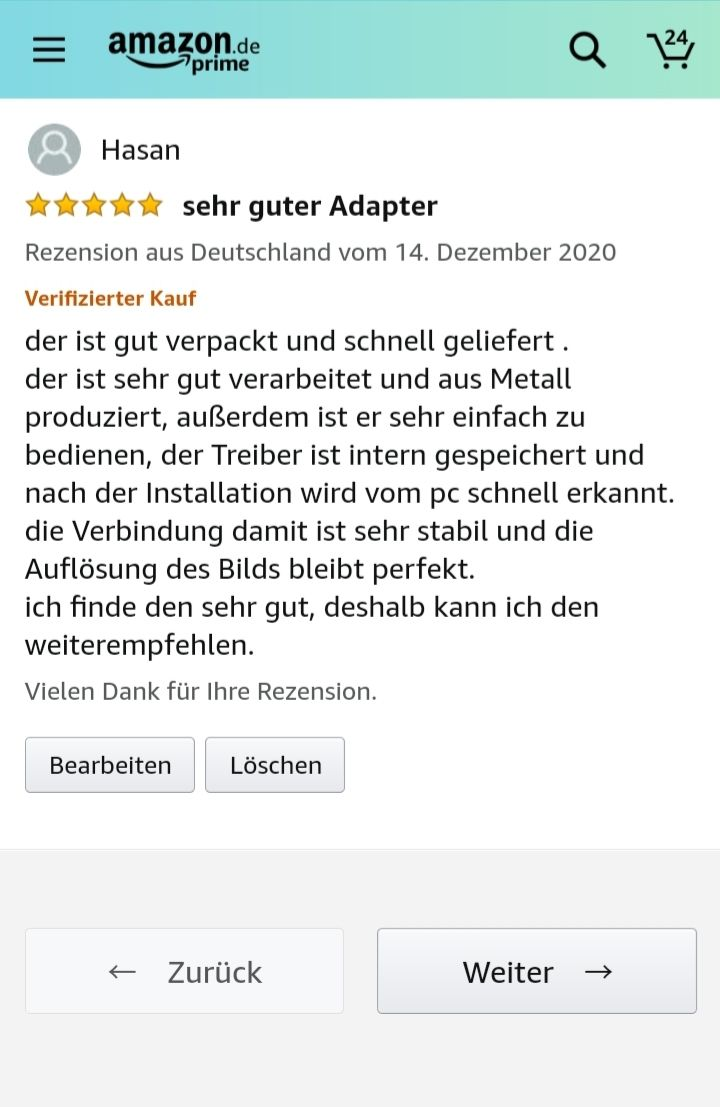 amazon.de
prime
24
Hasan
sehr guter Adapter
Rezension aus Deutschland vom 14. Dezember 2020
Verifizierter Kauf
der ist gut verpackt und schnell geliefert .
der ist sehr gut verarbeitet und aus Metall
produziert, außerdem ist er sehr einfach zu
bedienen, der Treiber ist intern gespeichert und
nach der Installation wird vom pc schnell erkannt.
die Verbindung damit ist sehr stabil und die
Auflösung des Bilds bleibt perfekt.
ich finde den sehr gut, deshalb kann ich den
weiterempfehlen.
Vielen Dank für Ihre Rezension.
Bearbeiten Löschen
← Zurück Weiter →